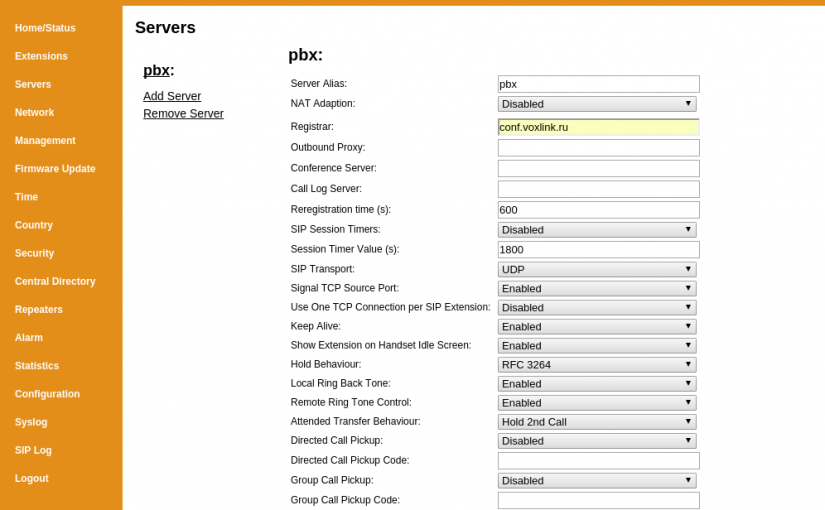 Home/Status
Extensions
Servers
Network
Management
Firmware Update
Time
Country
Security
Central Directory
Repeaters
Alarm
Statistics
Configuration
Syslog
SIP Log
Logout
Servers
pbx:
Add Server
Remove Server
pbx:
Server Alias: pbx
NAT Adaption: Disabled
Registrar: conf.voxlink.ru
Outbound Proxy:
Conference Server:
Call Log Server:
Reregistration time (s): 600
SIP Session Timers: Disabled
Session Timer Value (s): 1800
SIP Transport: UDP
Signal TCP Source Port: Enabled
Use One TCP Connection per SIP Extension: Disabled
Keep Alive: Enabled
Show Extension on Handset Idle Screen: Enabled
Hold Behaviour: RFC 3264
Local Ring Back Tone: Enabled
Remote Ring Tone Control: Enabled
Attended Transfer Behaviour: Hold 2nd Call
Directed Call Pickup: Disabled
Directed Call Pickup Code:
Group Call Pickup: Disabled
Group Call Pickup Code: